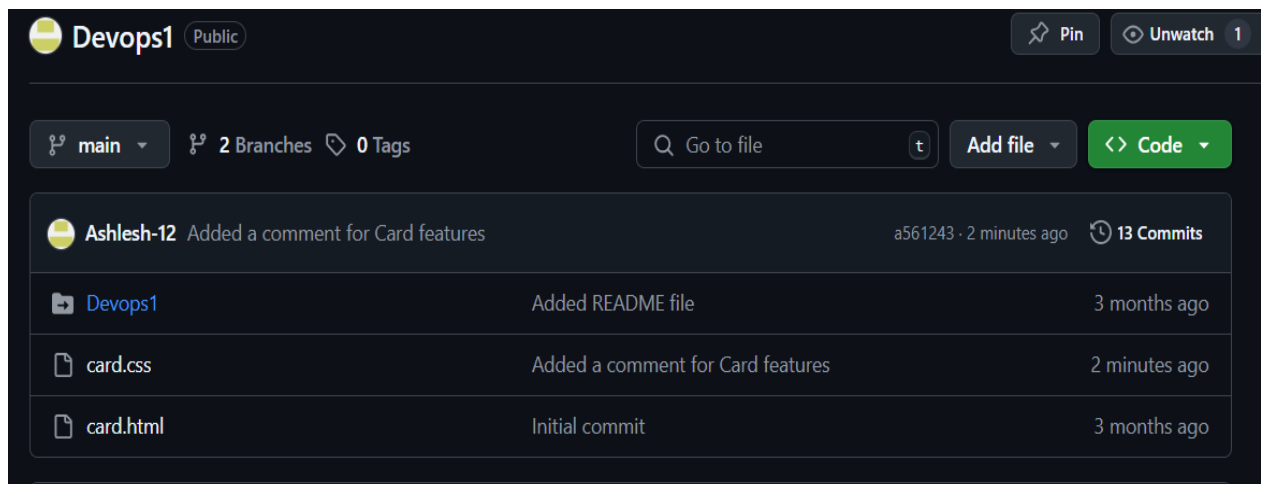 Devops1 Public Pin Unwatch 1
main 2 Branches 0 Tags Go to file t Add file <> Code
Ashlesh-12 Added a comment for Card features a561243 · 2 minutes ago 13 Commits
Devops1 Added README file 3 months ago
card.css Added a comment for Card features 2 minutes ago
card.html Initial commit 3 months ago